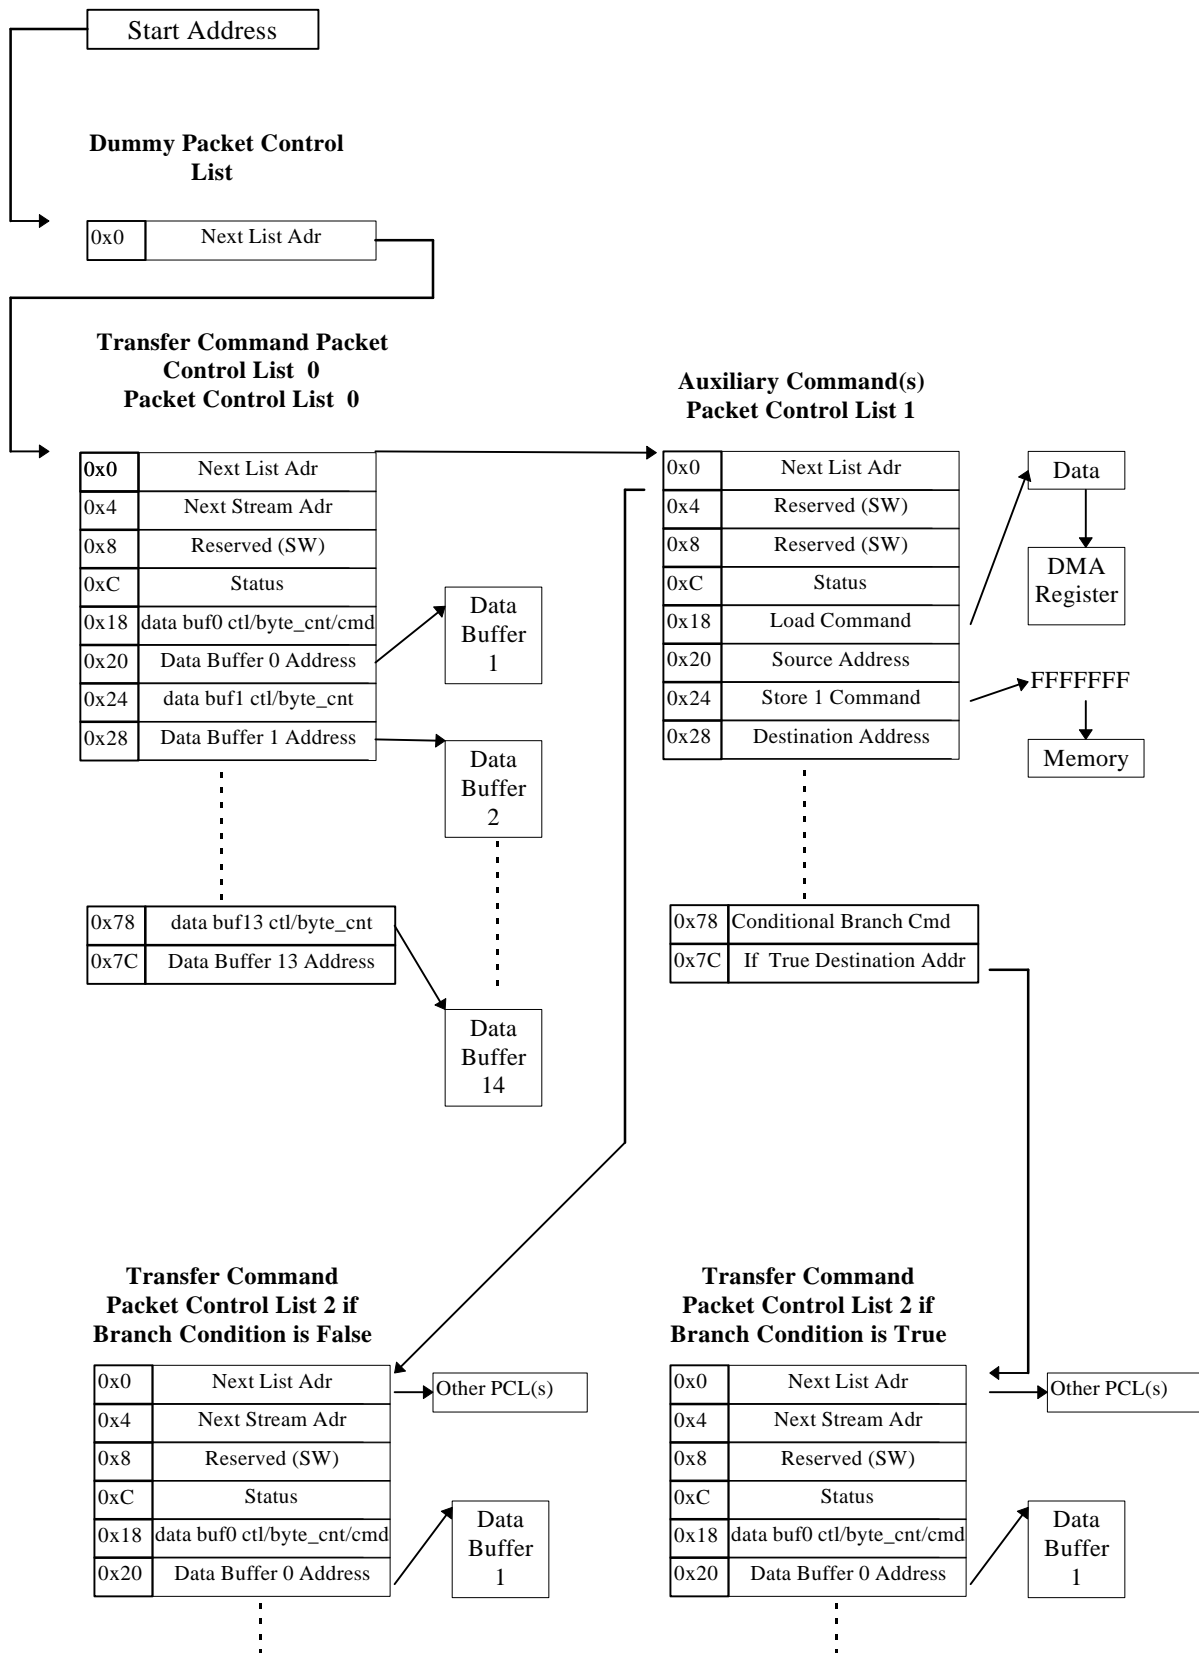 Start Address
Dummy Packet Control
List
0x0 Next List Adr
Transfer Command Packet
Control List 0
Packet Control List 0
0x0 Next List Adr
0x4 Next Stream Adr
0x8 Reserved (SW)
0xC Status
0x18 data buf0 ctl/byte_cnt/cmd
0x20 Data Buffer 0 Address
0x24 data buf1 ctl/byte_cnt
0x28 Data Buffer 1 Address
Data
Buffer
1
Data
Buffer
2
0x78 data buf13 ctl/byte_cnt
0x7C Data Buffer 13 Address
Data
Buffer
14
Auxiliary Command(s)
Packet Control List 1
0x0 Next List Adr
0x4 Reserved (SW)
0x8 Reserved (SW)
0xC Status
0x18 Load Command
0x20 Source Address
0x24 Store 1 Command
0x28 Destination Address
Data
DMA
Register
FFFFFFF
Memory
0x78 Conditional Branch Cmd
0x7C If True Destination Addr
Transfer Command
Packet Control List 2 if
Branch Condition is False
0x0 Next List Adr
0x4 Next Stream Adr
0x8 Reserved (SW)
0xC Status
0x18 data buf0 ctl/byte_cnt/cmd
0x20 Data Buffer 0 Address
Other PCL(s)
Data
Buffer
1
Transfer Command
Packet Control List 2 if
Branch Condition is True
0x0 Next List Adr
0x4 Next Stream Adr
0x8 Reserved (SW)
0xC Status
0x18 data buf0 ctl/byte_cnt/cmd
0x20 Data Buffer 0 Address
Other PCL(s)
Data
Buffer
1